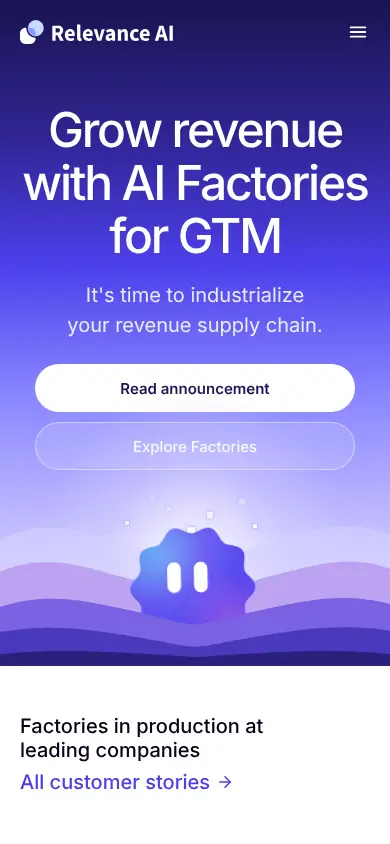 Relevance AI
Grow revenue
with AI Factories
for GTM
It's time to industrialize
your revenue supply chain.
Read announcement
Explore Factories
Factories in production at
leading companies
All customer stories →